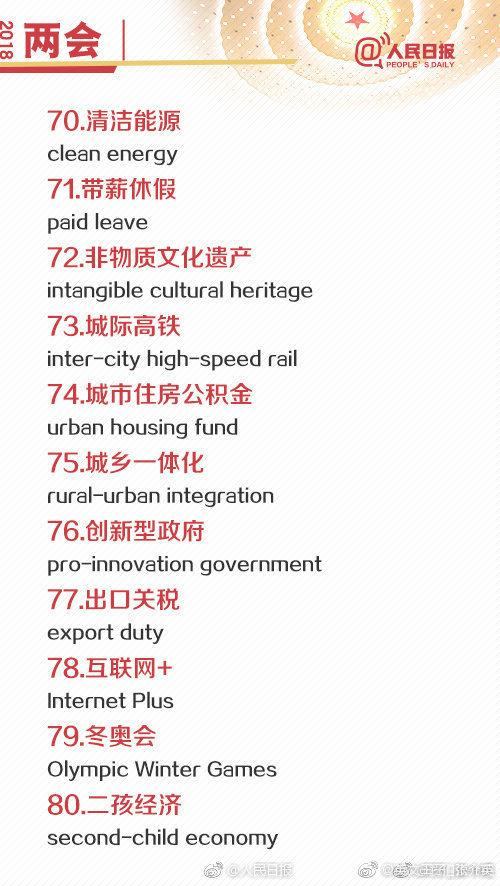 2018
两会
@人民日报
PEOPLE'S DAILY
70.清洁能源
clean energy
71.带薪休假
paid leave
72.非物质文化遗产
intangible cultural heritage
73.城际高铁
inter-city high-speed rail
74.城市住房公积金
urban housing fund
75.城乡一体化
rural-urban integration
76.创新型政府
pro-innovation government
77.出口关税
export duty
78.互联网+
Internet Plus
79.冬奥会
Olympic Winter Games
80.二孩经济
second-child economy
@人民日报